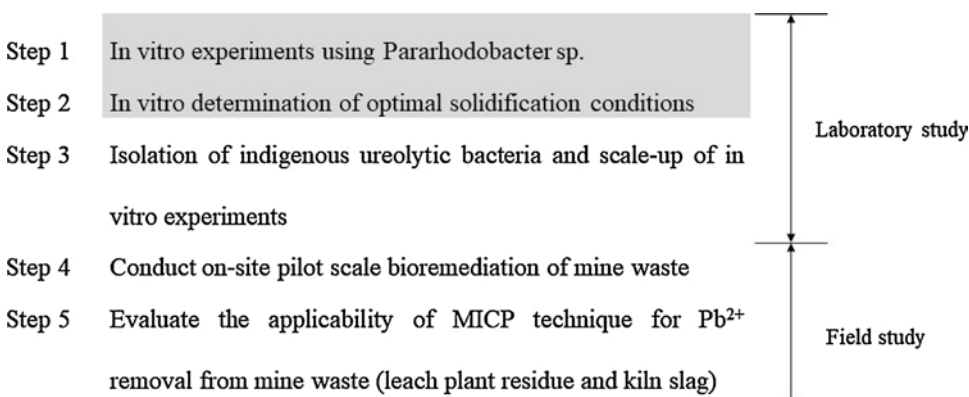 Step 1 In vitro experiments using Pararhodobacter sp.
Step 2 In vitro determination of optimal solidification conditions
Laboratory study
Step 3 Isolation of indigenous ureolytic bacteria and scale-up of in
vitro experiments
Step 4 Conduct on-site pilot scale bioremediation of mine waste
Step 5 Evaluate the applicability of MICP technique for Pb²⁺
Field study
removal from mine waste (leach plant residue and kiln slag)